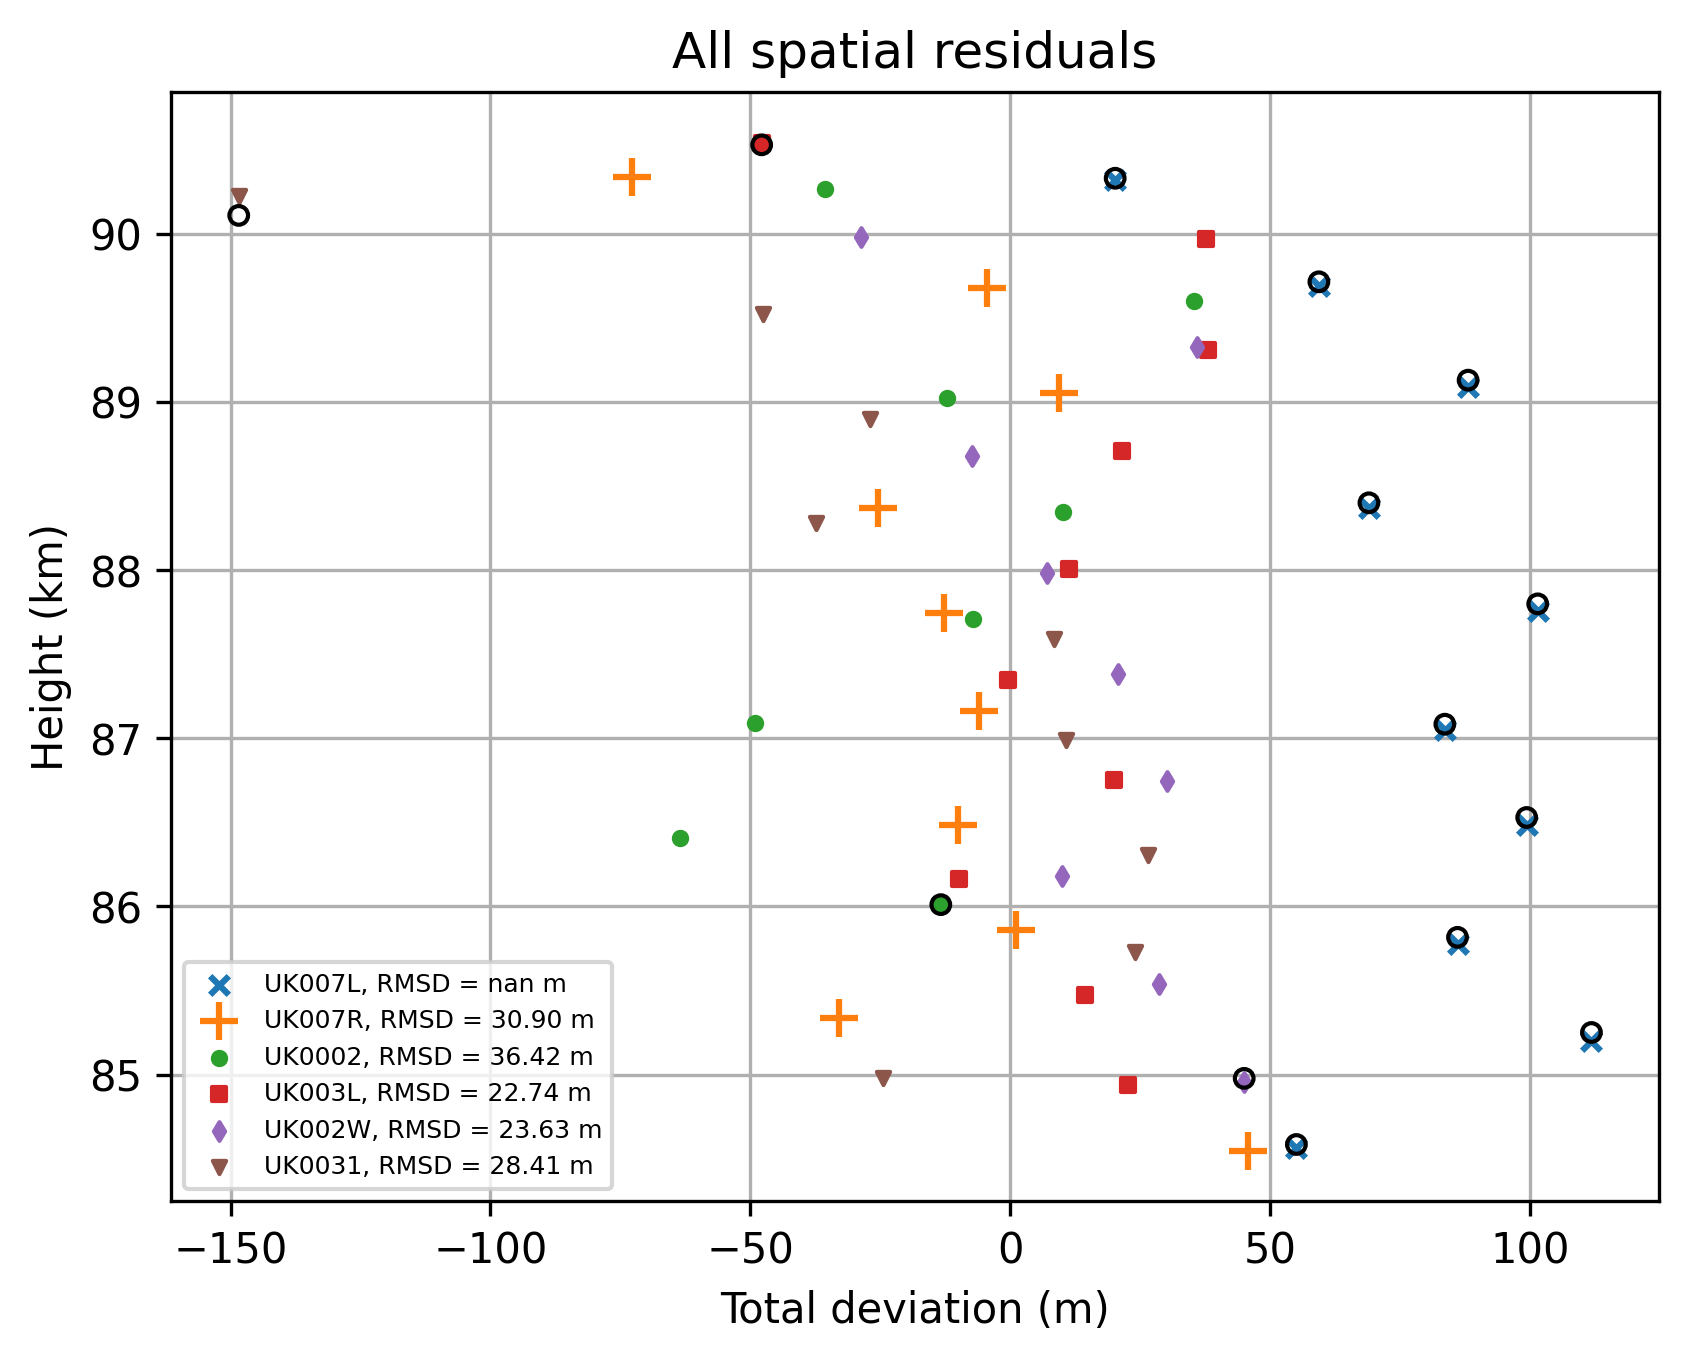 All spatial residuals
90
89
88
87
86
85
Height (km)
UK007L, RMSD = nan m
UK007R, RMSD = 30.90 m
UK0002, RMSD = 36.42 m
UK003L, RMSD = 22.74 m
UK002W, RMSD = 23.63 m
UK0031, RMSD = 28.41 m
−150 −100 −50 0 50 100
Total deviation (m)